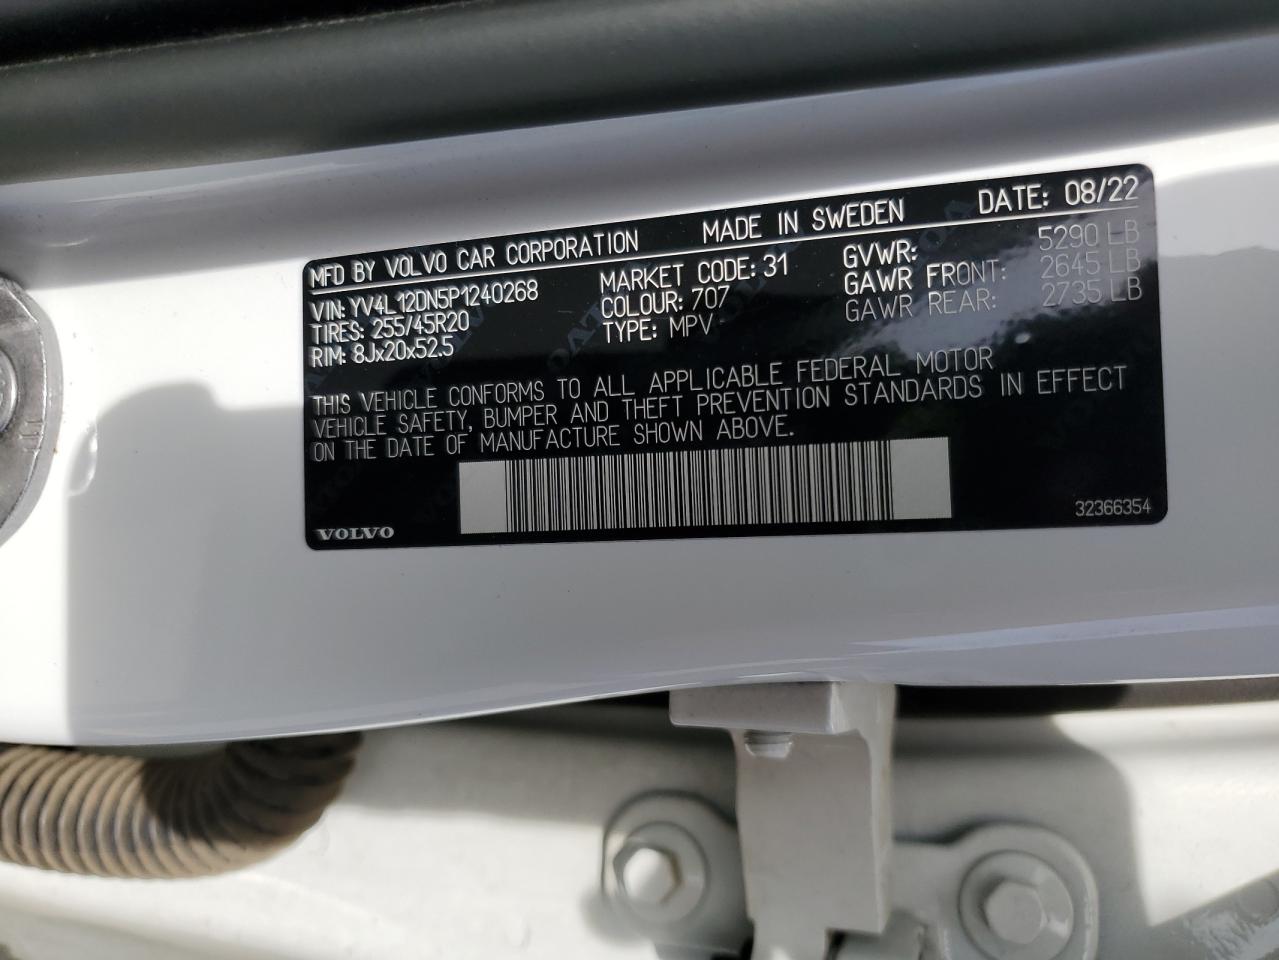 MFD BY VOLVO CAR CORPORATION MADE IN SWEDEN DATE: 08/22
VIN: YV4L12DN5P1240268 MARKET CODE: 31 GVWR: 5290 LB
TIRES: 255/45R20 COLOUR: 707 GAWR FRONT: 2645 LB
RIM: 8Jx20x52.5 TYPE: MPV GAWR REAR: 2735 LB
THIS VEHICLE CONFORMS TO ALL APPLICABLE FEDERAL MOTOR
VEHICLE SAFETY, BUMPER AND THEFT PREVENTION STANDARDS IN EFFECT
ON THE DATE OF MANUFACTURE SHOWN ABOVE.
VOLVO 32366354